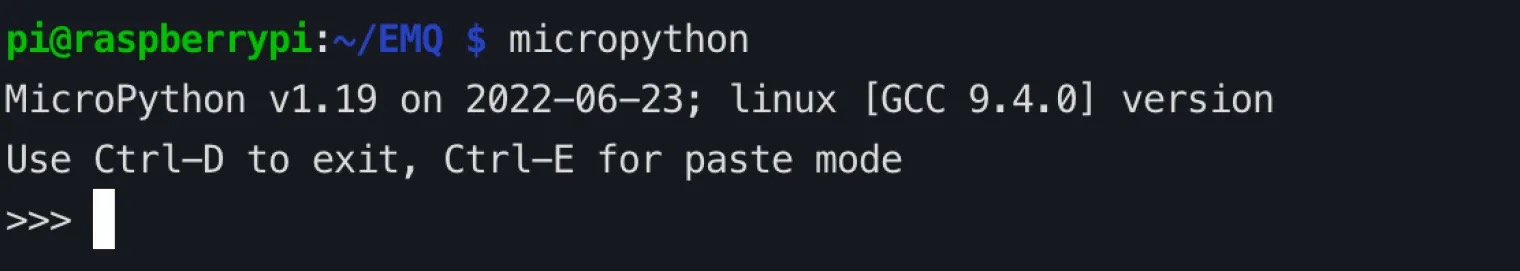 pi@raspberrypi:~/EMQ $ micropython
MicroPython v1.19 on 2022-06-23; linux [GCC 9.4.0] version
Use Ctrl-D to exit, Ctrl-E for paste mode
>>>